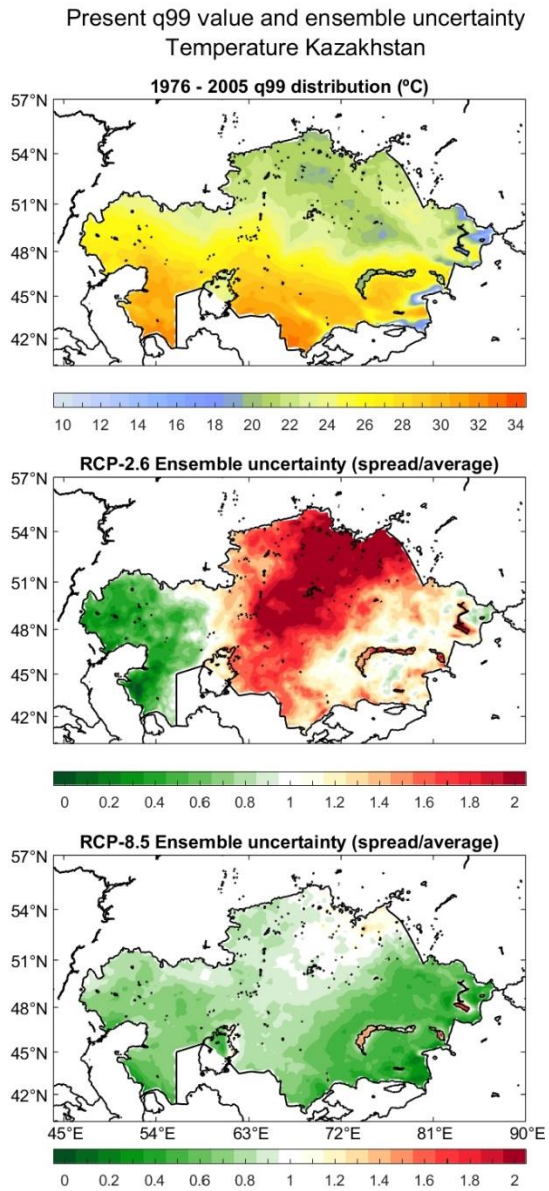 Present q99 value and ensemble uncertainty
Temperature Kazakhstan
1976 - 2005 q99 distribution (ºC)
57°N
54°N
51°N
48°N
45°N
42°N
10 12 14 16 18 20 22 24 26 28 30 32 34
RCP-2.6 Ensemble uncertainty (spread/average)
57°N
54°N
51°N
48°N
45°N
42°N
0 0.2 0.4 0.6 0.8 1 1.2 1.4 1.6 1.8 2
RCP-8.5 Ensemble uncertainty (spread/average)
57°N
54°N
51°N
48°N
45°N
42°N
45°E 54°E 63°E 72°E 81°E 90°E
0 0.2 0.4 0.6 0.8 1 1.2 1.4 1.6 1.8 2